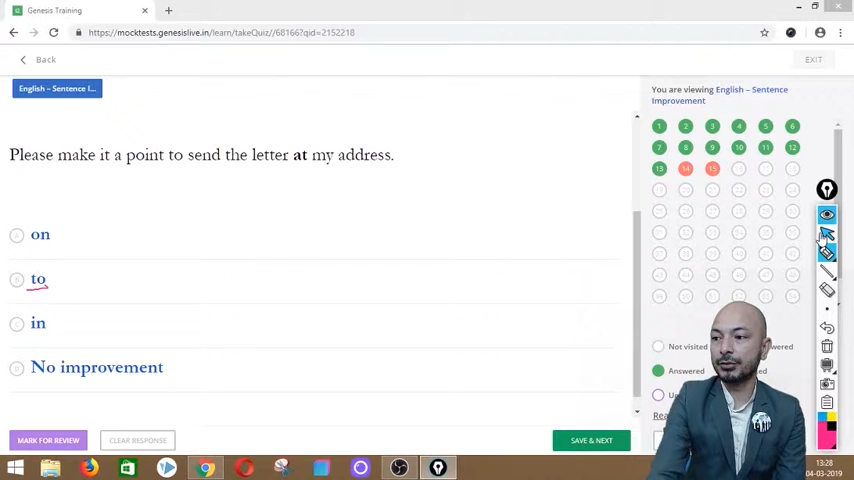 Genesis Training
https://mocktests.genesislive.in/learn/takeQuiz//68166?qid=2152218
Back
EXIT
English – Sentence I...
You are viewing English – Sentence
Improvement
Please make it a point to send the letter at my address.
1 2 3 4 5 6
7 8 9 10 11 12
13 14 15
A on
B to
C in
D No improvement
Not visited
Answered
MARK FOR REVIEW
CLEAR RESPONSE
SAVE & NEXT
13:28
04-03-2019